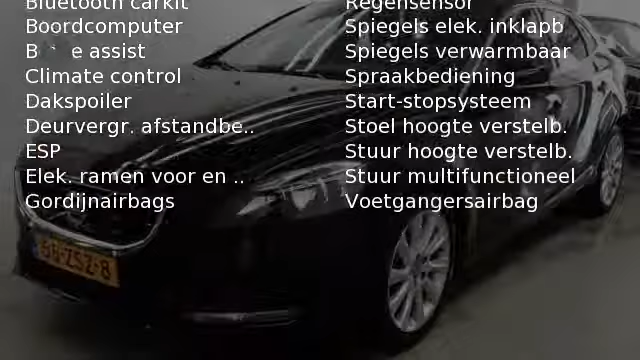 Bluetooth carkit
Boordcomputer
assist
Climate control
Dakspoiler
Deurvergr. afstandbe..
ESP
Elek. ramen voor en ..
Gordijnairbags
Regensensor
Spiegels elek. inklapb
Spiegels verwarmbaar
Spraakbediening
Start-stopsysteem
Stoel hoogte verstelb.
Stuur hoogte verstelb.
Stuur multifunctioneel
Voetgangersairbag